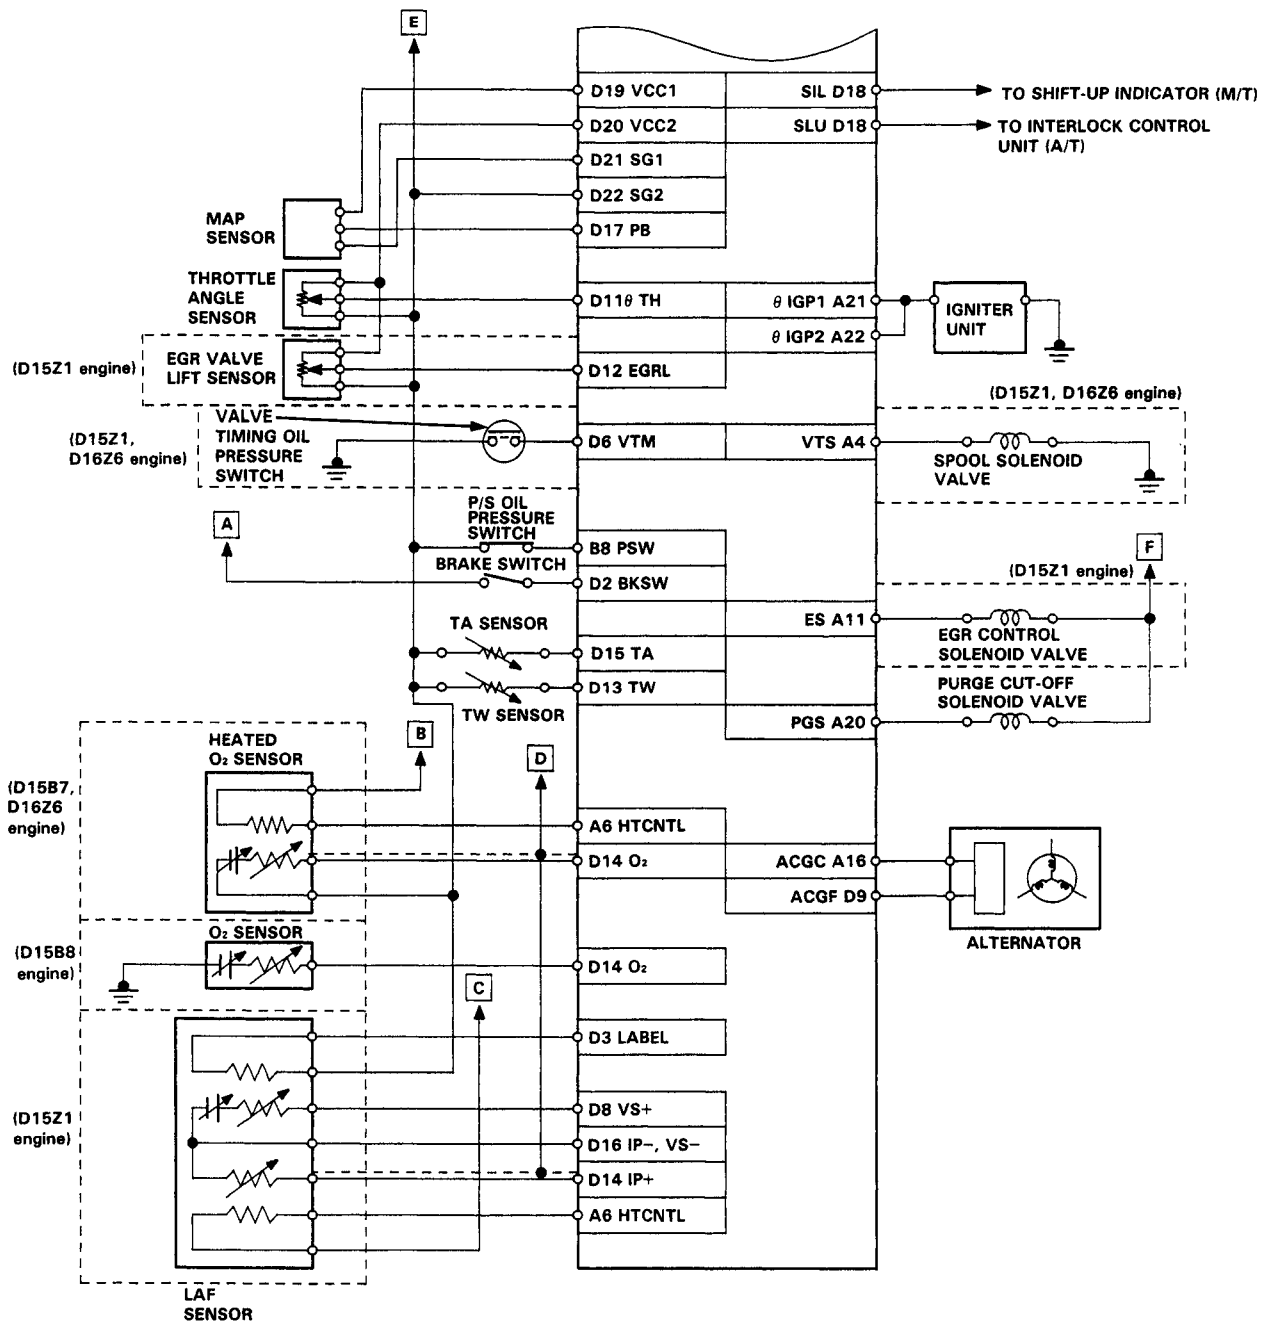 E
D19 VCC1
SIL D18
TO SHIFT-UP INDICATOR (M/T)
D20 VCC2
SLU D18
TO INTERLOCK CONTROL
UNIT (A/T)
D21 SG1
D22 SG2
MAP
SENSOR
D17 PB
THROTTLE
ANGLE
SENSOR
D11θ TH
θ IGP1 A21
IGNITER
UNIT
θ IGP2 A22
(D15Z1 engine)
EGR VALVE
LIFT SENSOR
D12 EGRL
(D15Z1, D16Z6 engine)
(D15Z1,
D16Z6 engine)
VALVE
TIMING OIL
PRESSURE
SWITCH
D6 VTM
VTS A4
SPOOL SOLENOID
VALVE
P/S OIL
PRESSURE
SWITCH
A
B8 PSW
F
BRAKE SWITCH
D2 BKSW
(D15Z1 engine)
ES A11
EGR CONTROL
SOLENOID VALVE
TA SENSOR
D15 TA
D13 TW
TW SENSOR
PURGE CUT-OFF
SOLENOID VALVE
PGS A20
B
D
HEATED
O₂ SENSOR
(D15B7,
D16Z6
engine)
A6 HTCNTL
D14 O₂
ACGC A16
ACGF D9
ALTERNATOR
O₂ SENSOR
(D15B8
engine)
D14 O₂
C
D3 LABEL
(D15Z1
engine)
D8 VS+
D16 IP−, VS−
D14 IP+
A6 HTCNTL
LAF
SENSOR